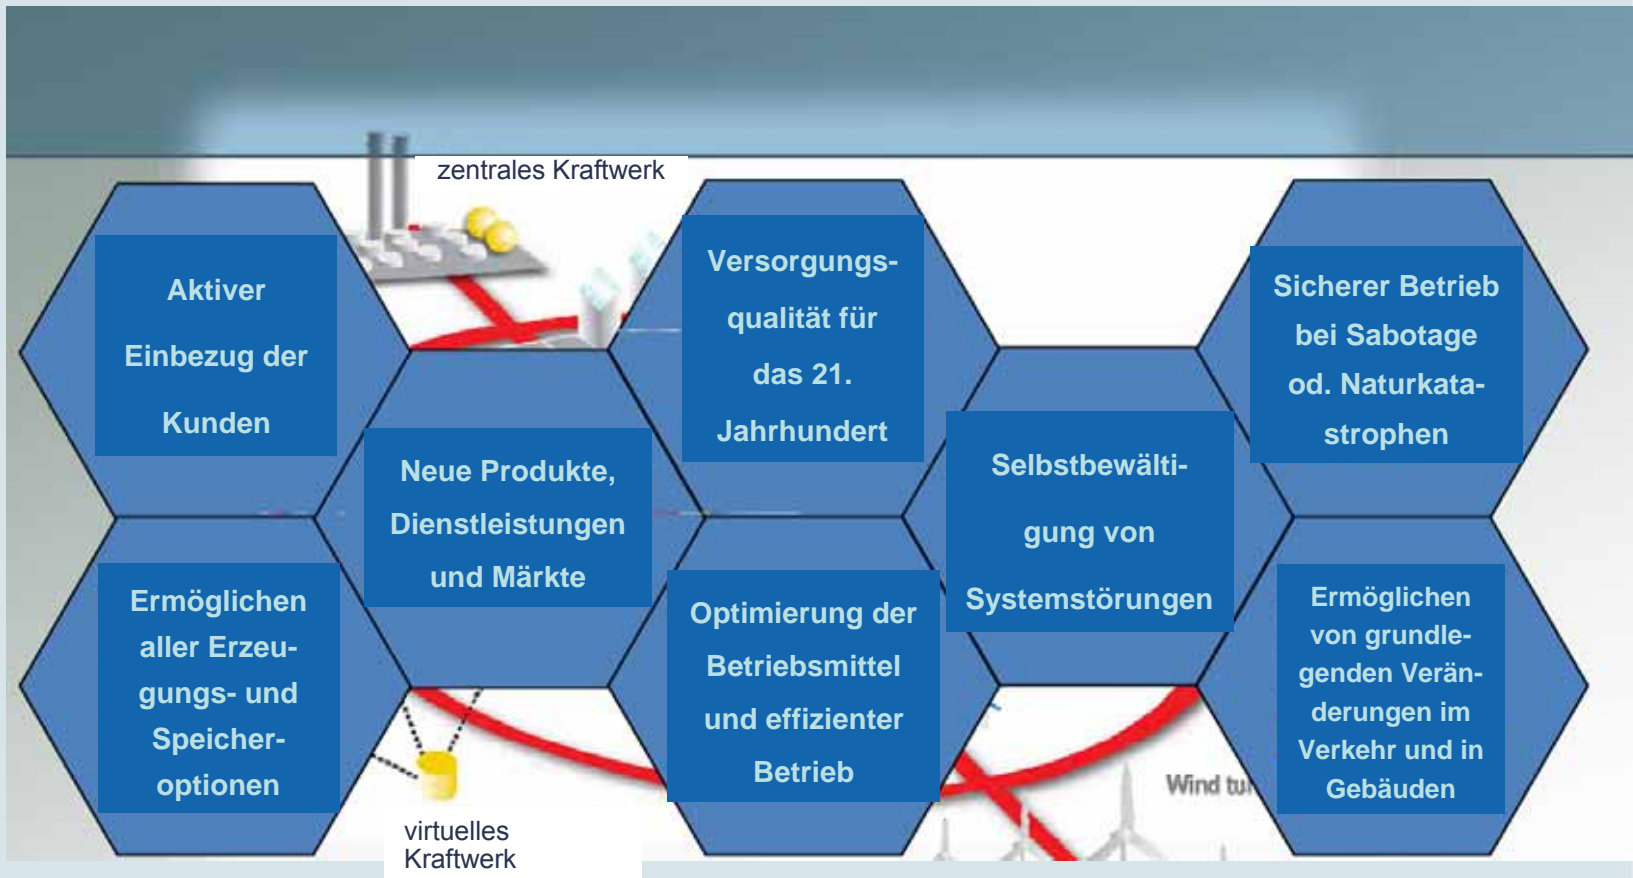 zentrales Kraftwerk
Aktiver
Einbezug der
Kunden
Versorgungs-
qualität für
das 21.
Jahrhundert
Sicherer Betrieb
bei Sabotage
od. Naturkata-
strophen
Neue Produkte,
Dienstleistungen
und Märkte
Selbstbewälti-
gung von
Systemstörungen
Ermöglichen
aller Erzeu-
gungs- und
Speicher-
optionen
Optimierung der
Betriebsmittel
und effizienter
Betrieb
Ermöglichen
von grundle-
genden Verän-
derungen im
Verkehr und in
Gebäuden
Wind tur
virtuelles
Kraftwerk